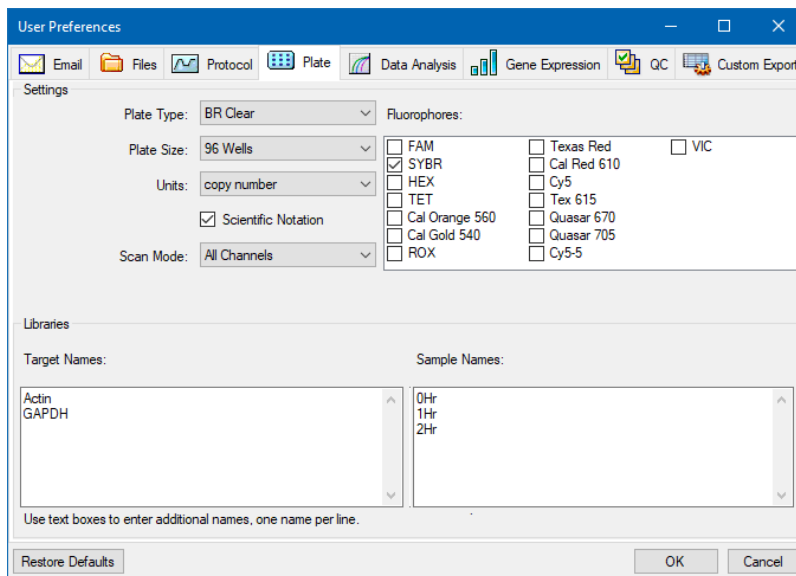 User Preferences
Email Files Protocol Plate Data Analysis Gene Expression QC Custom Export
Settings
Plate Type: BR Clear Fluorophores:
Plate Size: 96 Wells
Units: copy number
Scientific Notation
Scan Mode: All Channels
FAM Texas Red VIC
SYBR Cal Red 610
HEX Cy5
TET Tex 615
Cal Orange 560 Quasar 670
Cal Gold 540 Quasar 705
ROX Cy5-5
Libraries
Target Names: Sample Names:
Actin 0Hr
GAPDH 1Hr
2Hr
Use text boxes to enter additional names, one name per line.
Restore Defaults OK Cancel